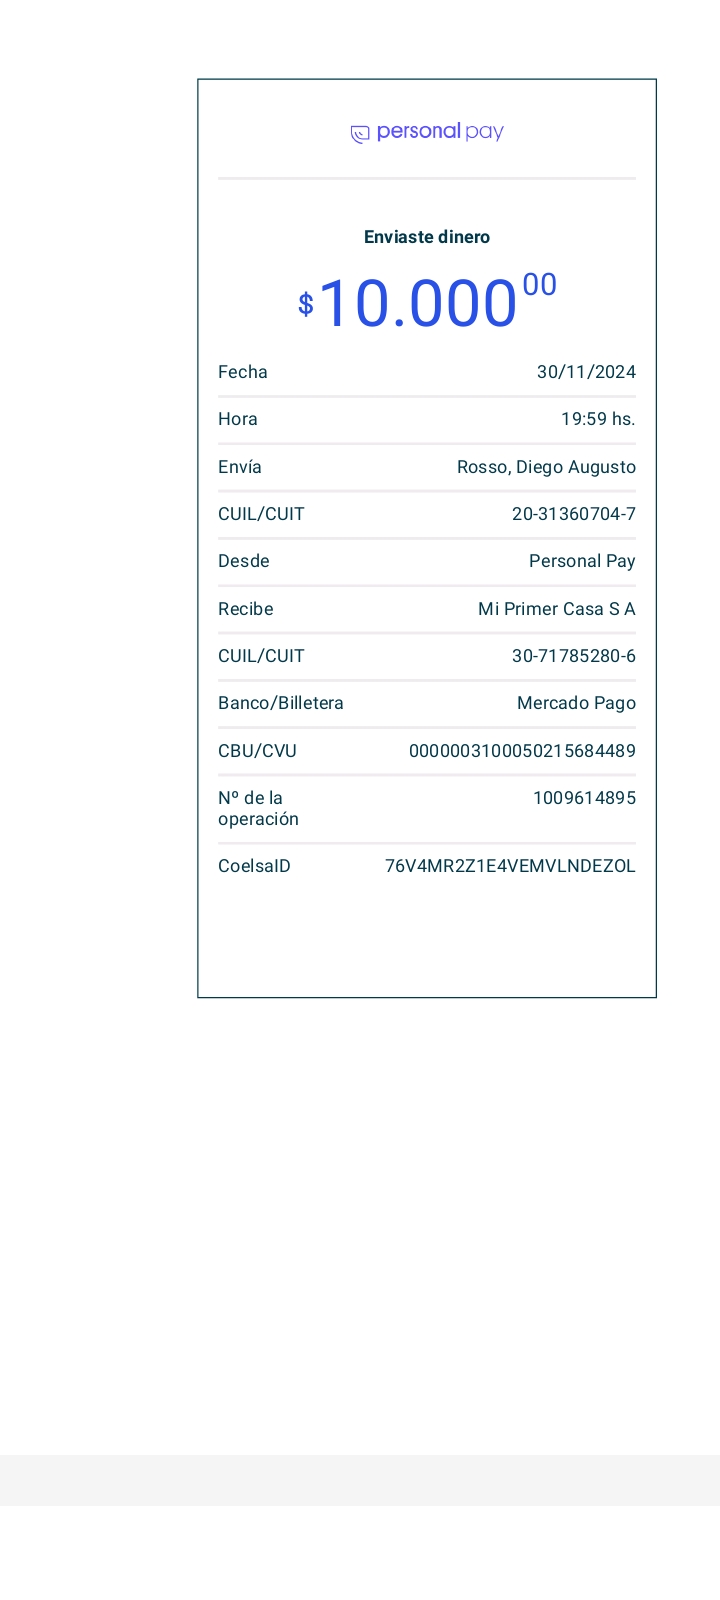 personal pay
Enviaste dinero
$10.000⁰⁰
Fecha 30/11/2024
Hora 19:59 hs.
Envía Rosso, Diego Augusto
CUIL/CUIT 20-31360704-7
Desde Personal Pay
Recibe Mi Primer Casa S A
CUIL/CUIT 30-71785280-6
Banco/Billetera Mercado Pago
CBU/CVU 0000003100050215684489
Nº de la 1009614895
operación
CoelsaID 76V4MR2Z1E4VEMVLNDEZOL